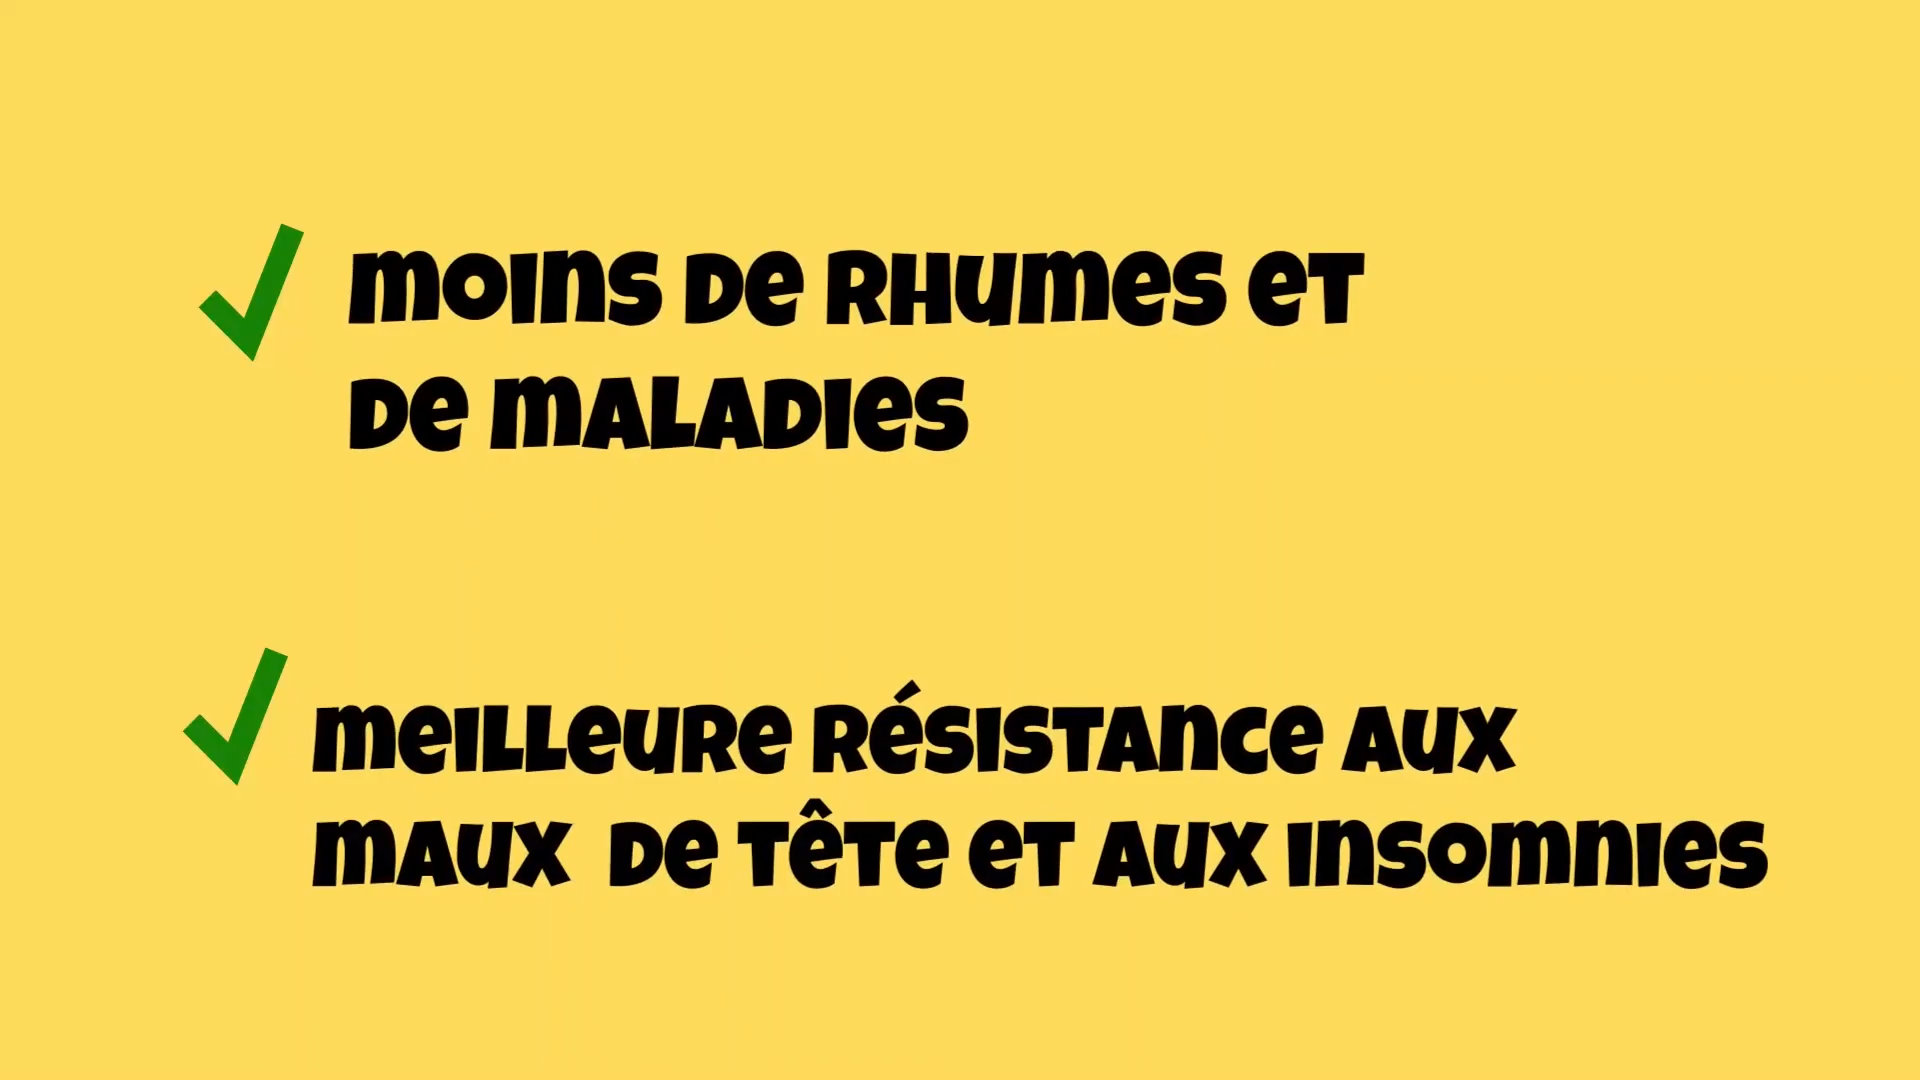 moins de rhumes et
de maladies
meilleure résistance aux
maux de tête et aux insomnies